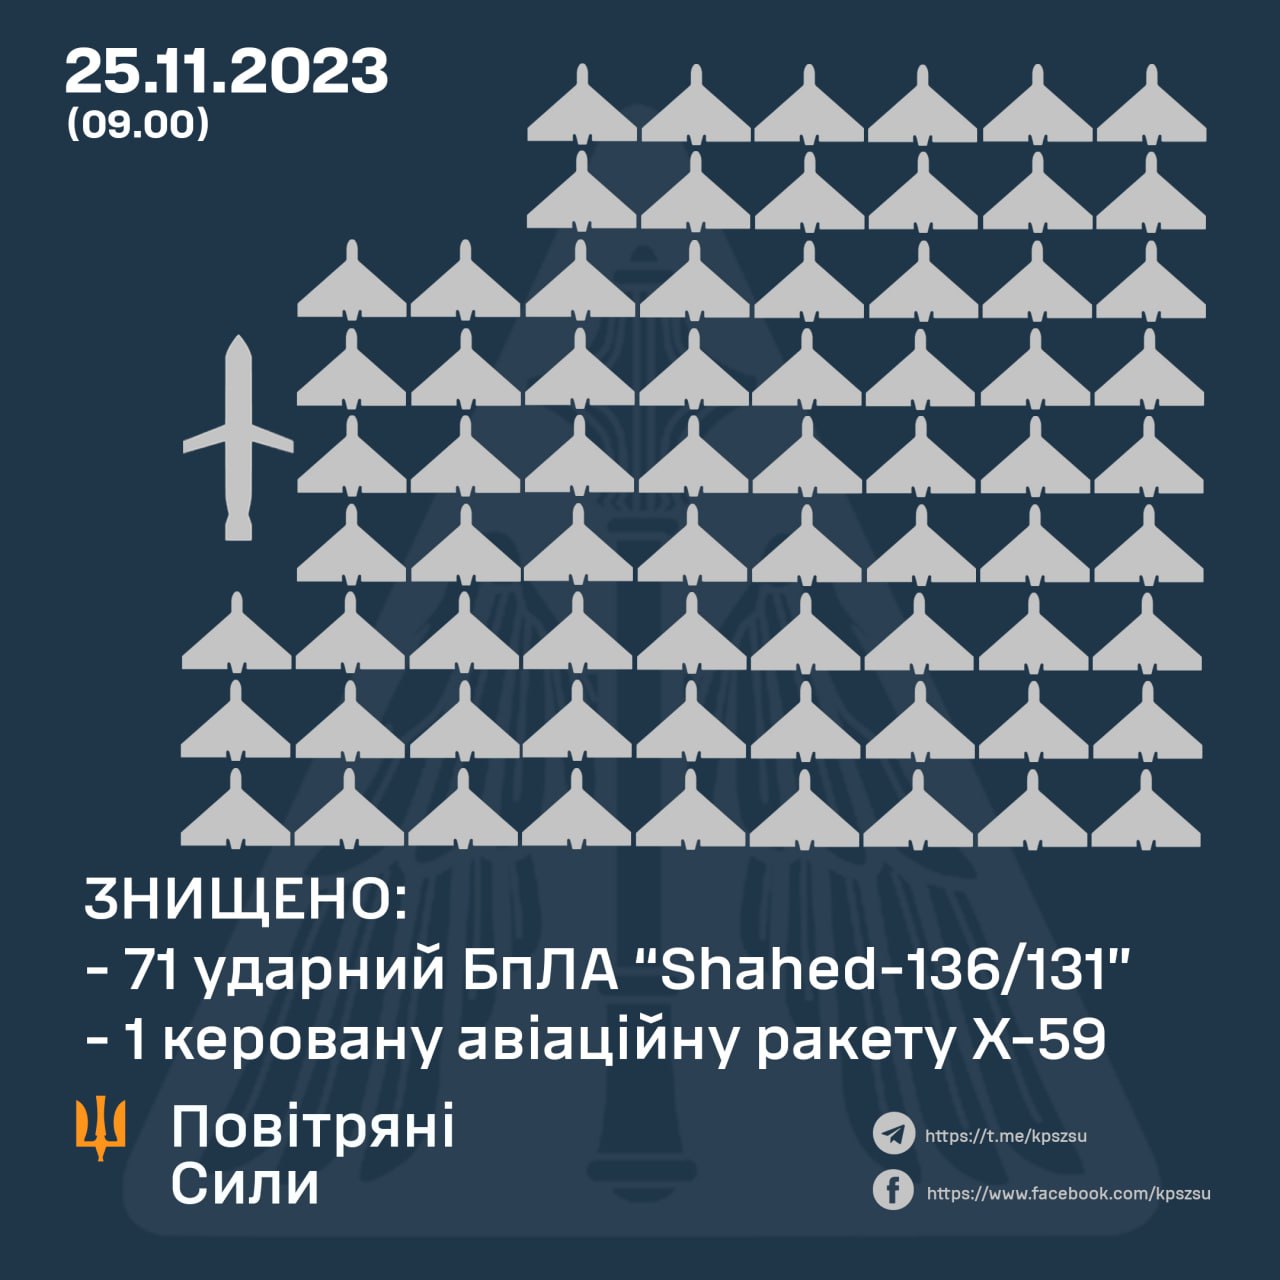 25.11.2023
(09.00)
ЗНИЩЕНО:
- 71 ударний БпЛА “Shahed-136/131”
- 1 керовану авіаційну ракету Х-59
Повітряні
Сили
https://t.me/kpszsu
https://www.facebook.com/kpszsu